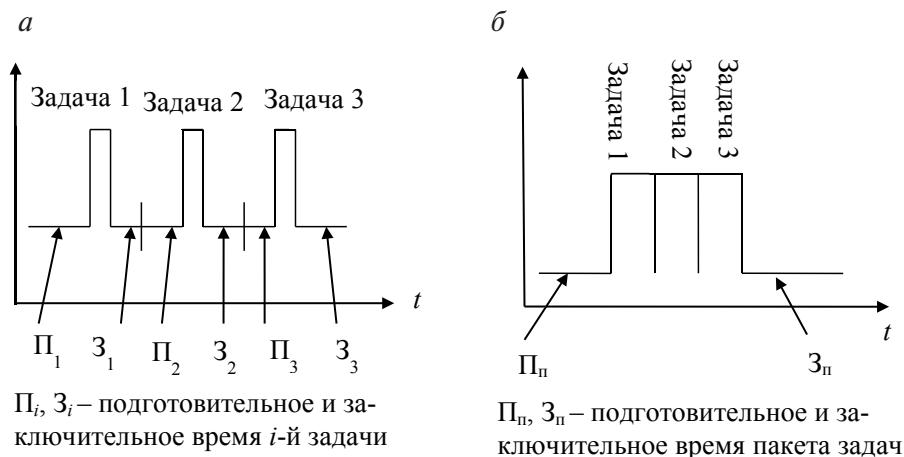 а
Задача 1 Задача 2 Задача 3
t
П1 З1 П2 З2 П3 З3
Пi, Зi – подготовительное и за-
ключительное время i-й задачи
б
Задача 1
Задача 2
Задача 3
t
Пп Зп
Пп, Зп – подготовительное и за-
ключительное время пакета задач